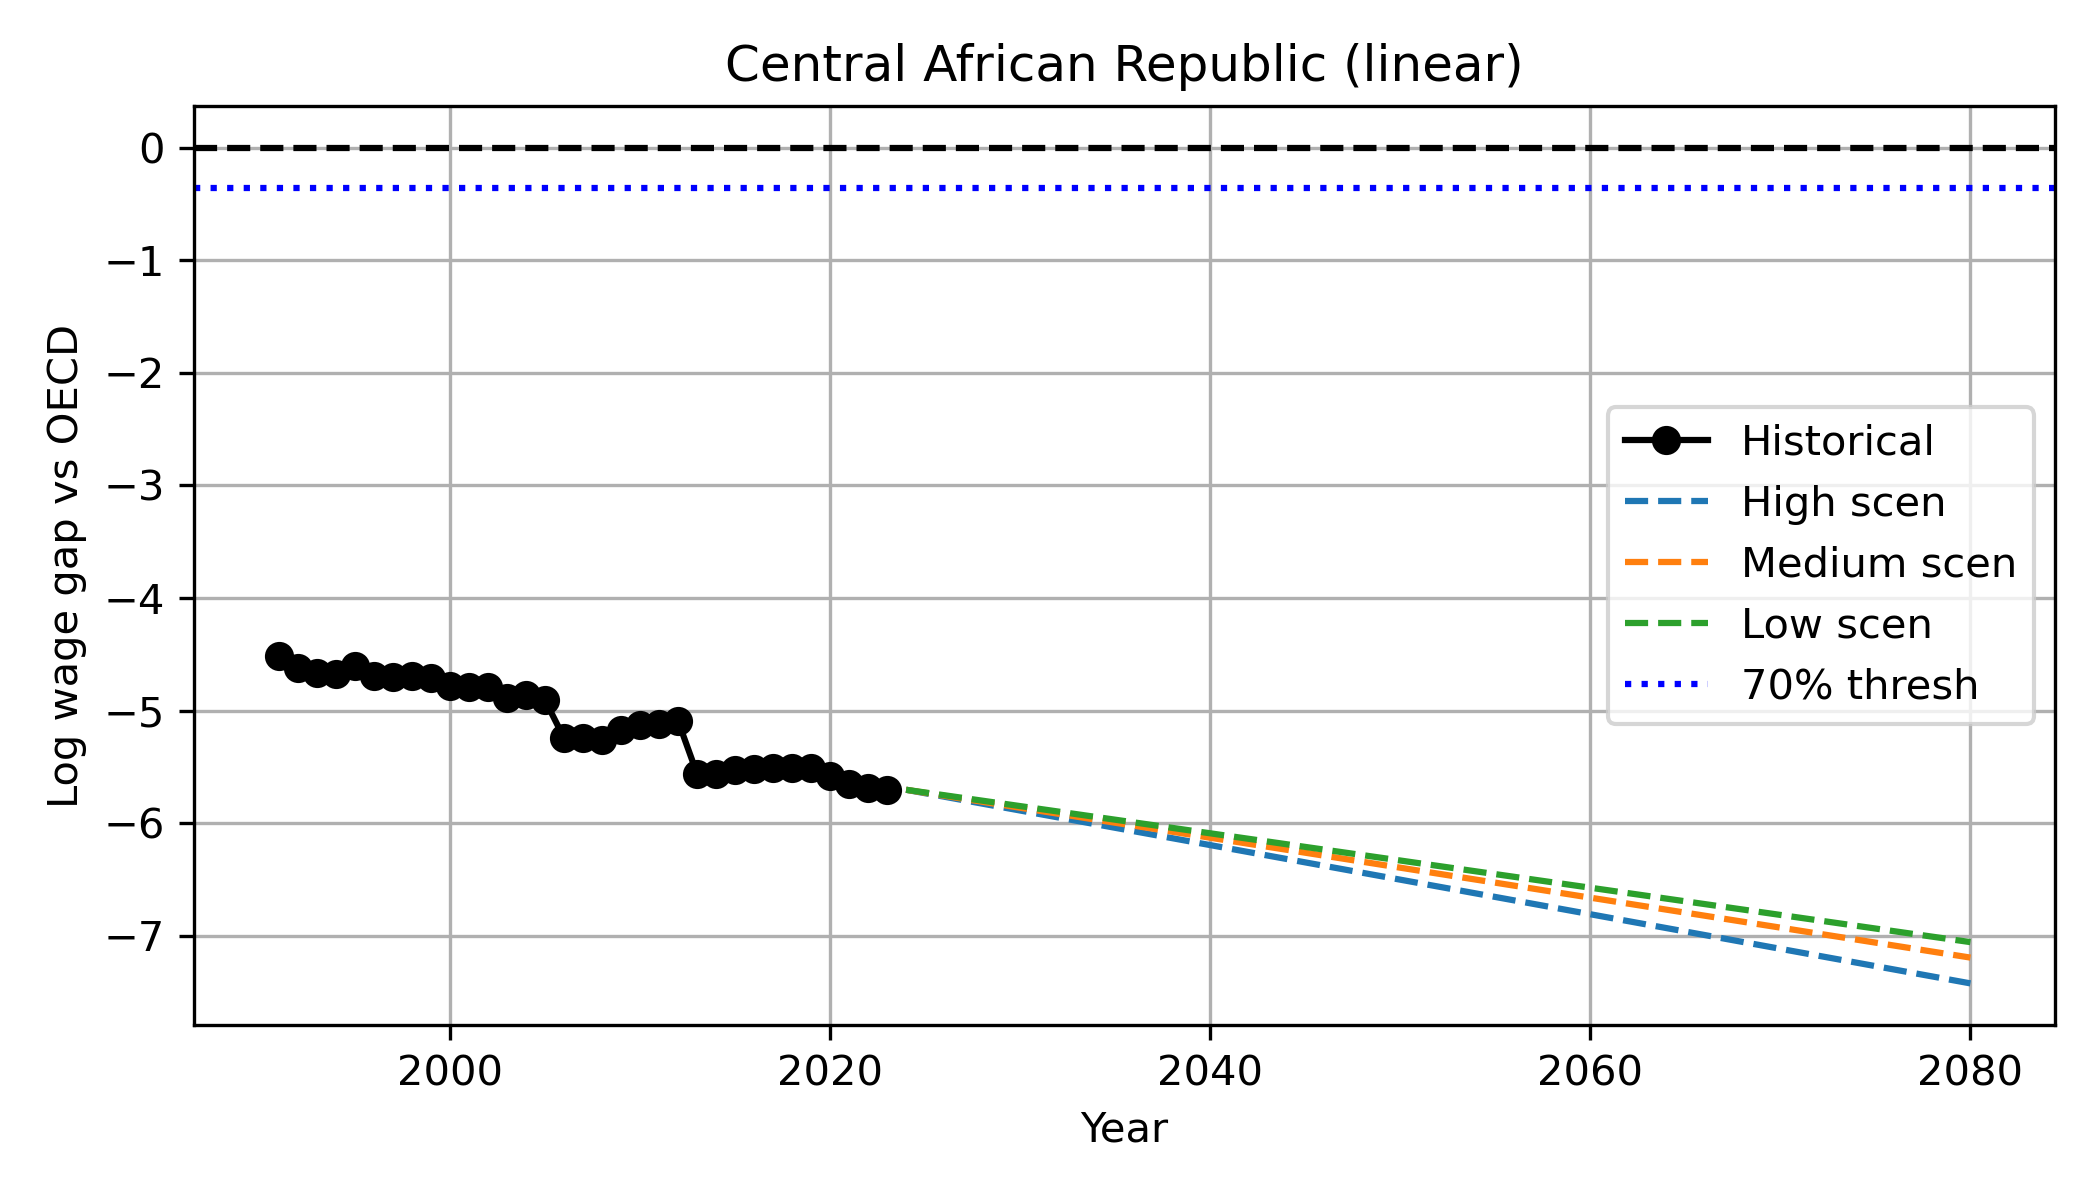 Central African Republic (linear)
Log wage gap vs OECD
0
−1
−2
−3
−4
−5
−6
−7
Historical
High scen
Medium scen
Low scen
70% thresh
2000
2020
2040
2060
2080
Year